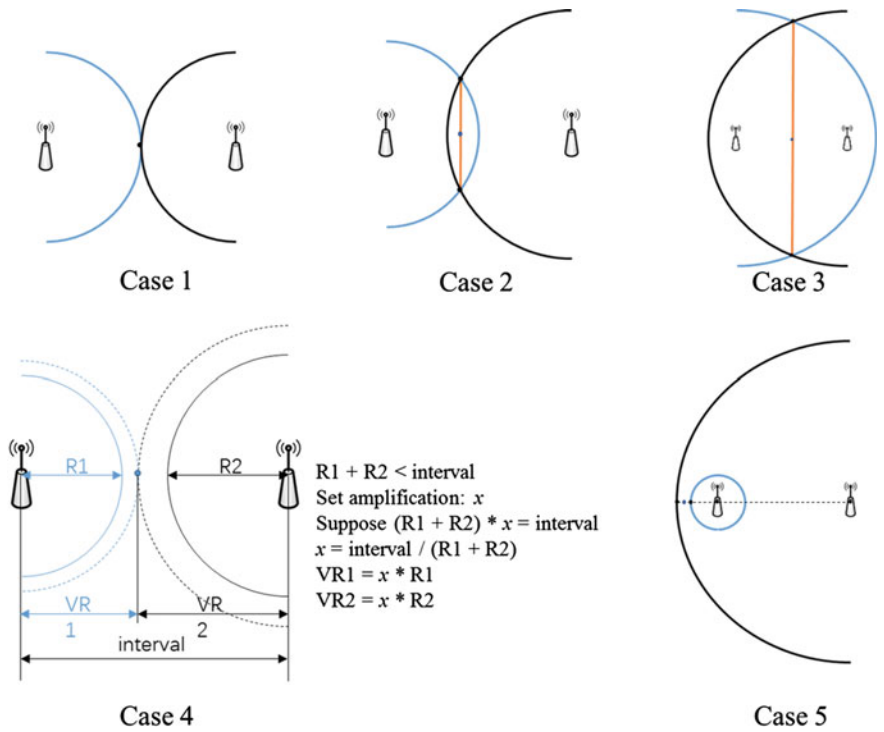 Case 1
Case 2
Case 3
R1
R2
VR
1
VR
2
interval
R1 + R2 < interval
Set amplification: x
Suppose (R1 + R2) * x = interval
x = interval / (R1 + R2)
VR1 = x * R1
VR2 = x * R2
Case 4
Case 5